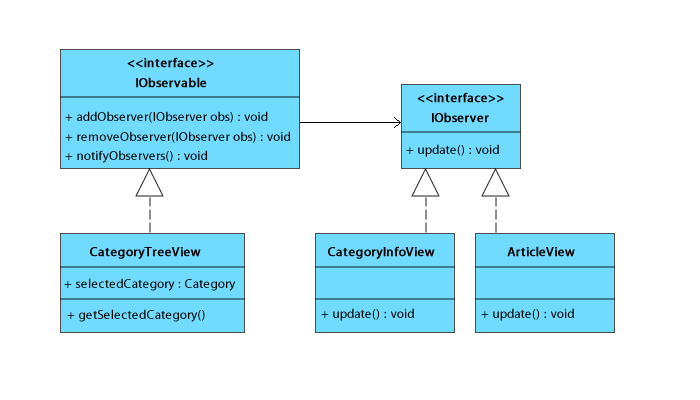 <<interface>>
IObservable
+ addObserver(IObserver obs) : void
+ removeObserver(IObserver obs) : void
+ notifyObservers() : void
<<interface>>
IObserver
+ update() : void
CategoryTreeView
+ selectedCategory : Category
+ getSelectedCategory()
CategoryInfoView
+ update() : void
ArticleView
+ update() : void